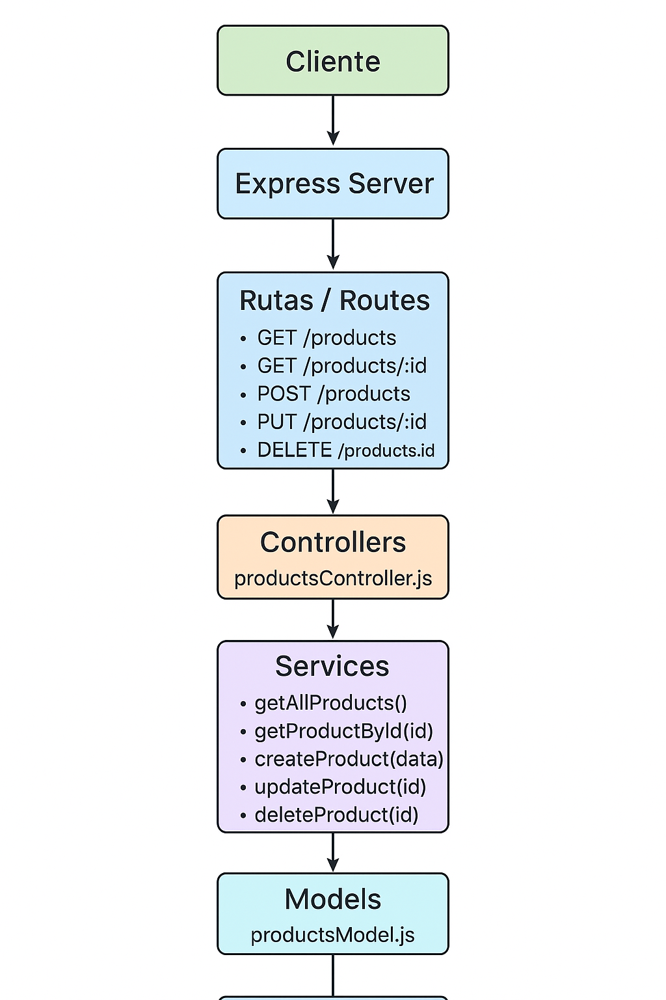 Cliente
Express Server
Rutas / Routes
• GET /products
• GET /products/:id
• POST /products
• PUT /products/:id
• DELETE /products.id
Controllers
productsController.js
Services
• getAllProducts()
• getProductById(id)
• createProduct(data)
• updateProduct(id)
• deleteProduct(id)
Models
productsModel.js